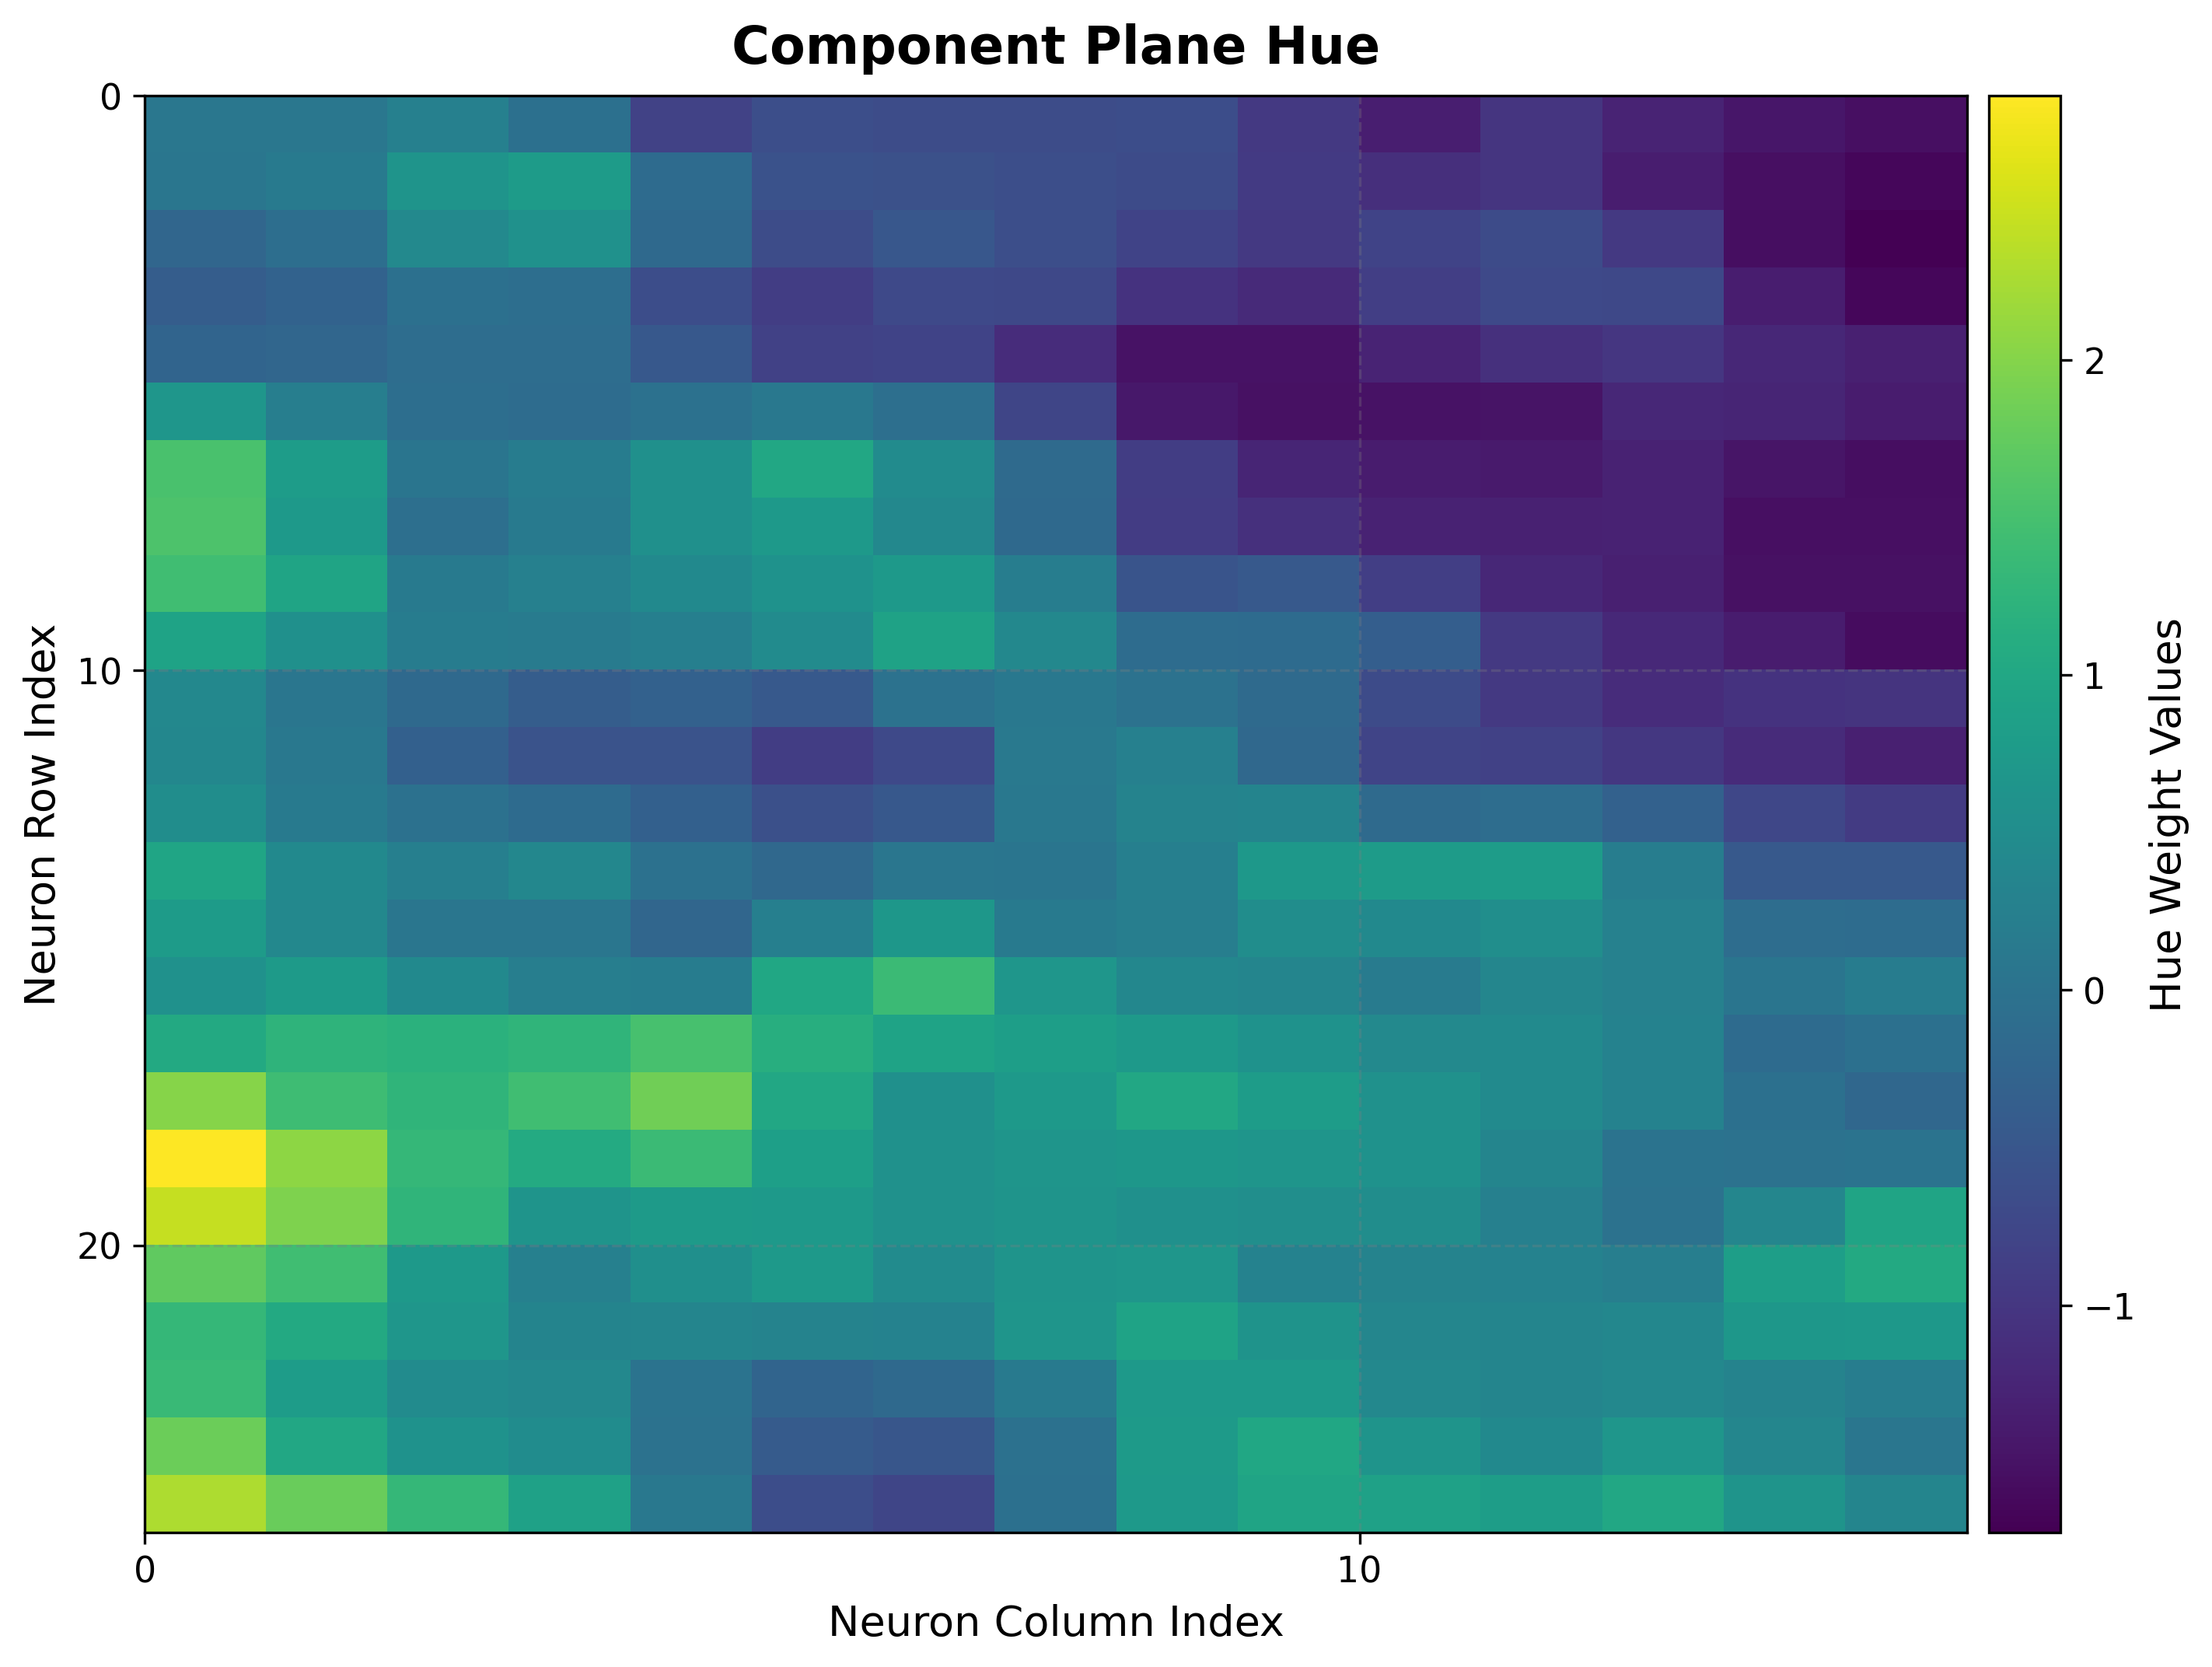 Component Plane Hue
0
10
20
Neuron Row Index
0
10
Neuron Column Index
2
1
0
−1
Hue Weight Values